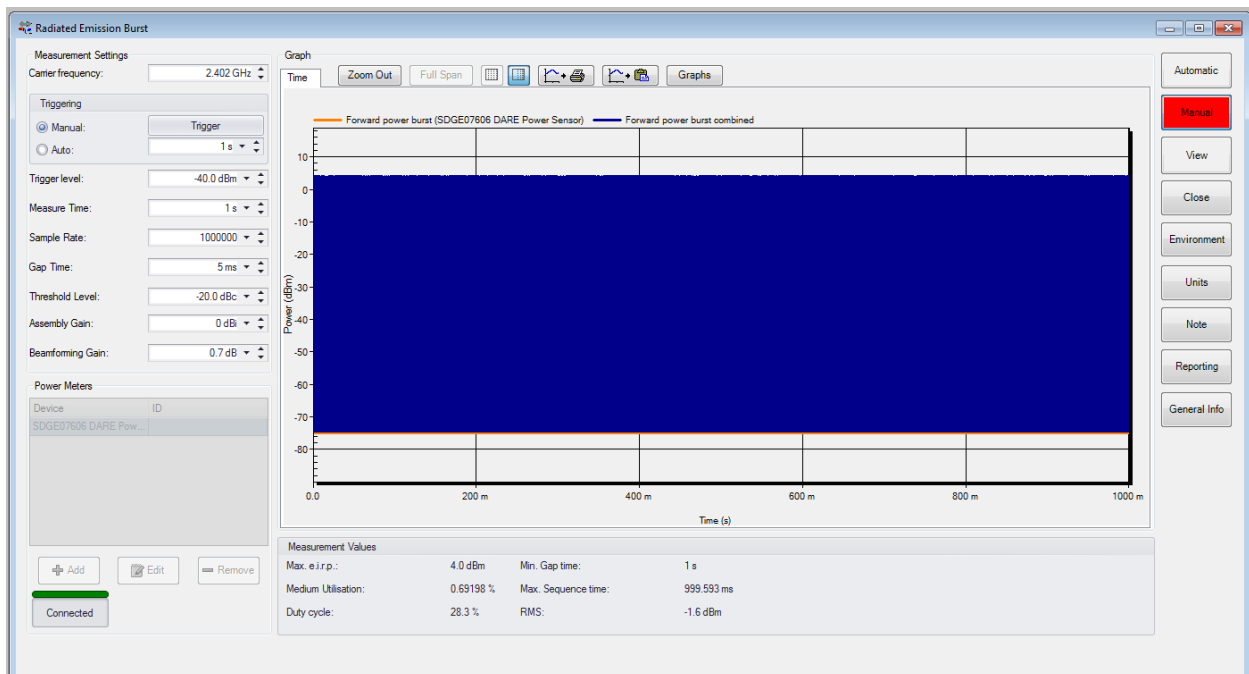 Radiated Emission Burst
Measurement Settings
Carrier frequency: 2.402 GHz
Triggering
Manual: Trigger
Auto: 1 s
Trigger level: -40.0 dBm
Measure Time: 1 s
Sample Rate: 1000000
Gap Time: 5 ms
Threshold Level: -20.0 dBc
Assembly Gain: 0 dBi
Beamforming Gain: 0.7 dB
Power Meters
Device ID
SDGE07606 DARE Pow...
Add Edit Remove
Connected
Graph
Time Zoom Out Full Span Graphs
Forward power burst (SDGE07606 DARE Power Sensor) Forward power burst combined
Power (dBm)
10
0
-10
-20
-30
-40
-50
-60
-70
-80
0.0 200 m 400 m 600 m 800 m 1000 m
Time (s)
Measurement Values
Max. e.i.r.p.: 4.0 dBm Min. Gap time: 1 s
Medium Utilisation: 0.69198 % Max. Sequence time: 999.593 ms
Duty cycle: 28.3 % RMS: -1.6 dBm
Automatic
Manual
View
Close
Environment
Units
Note
Reporting
General Info